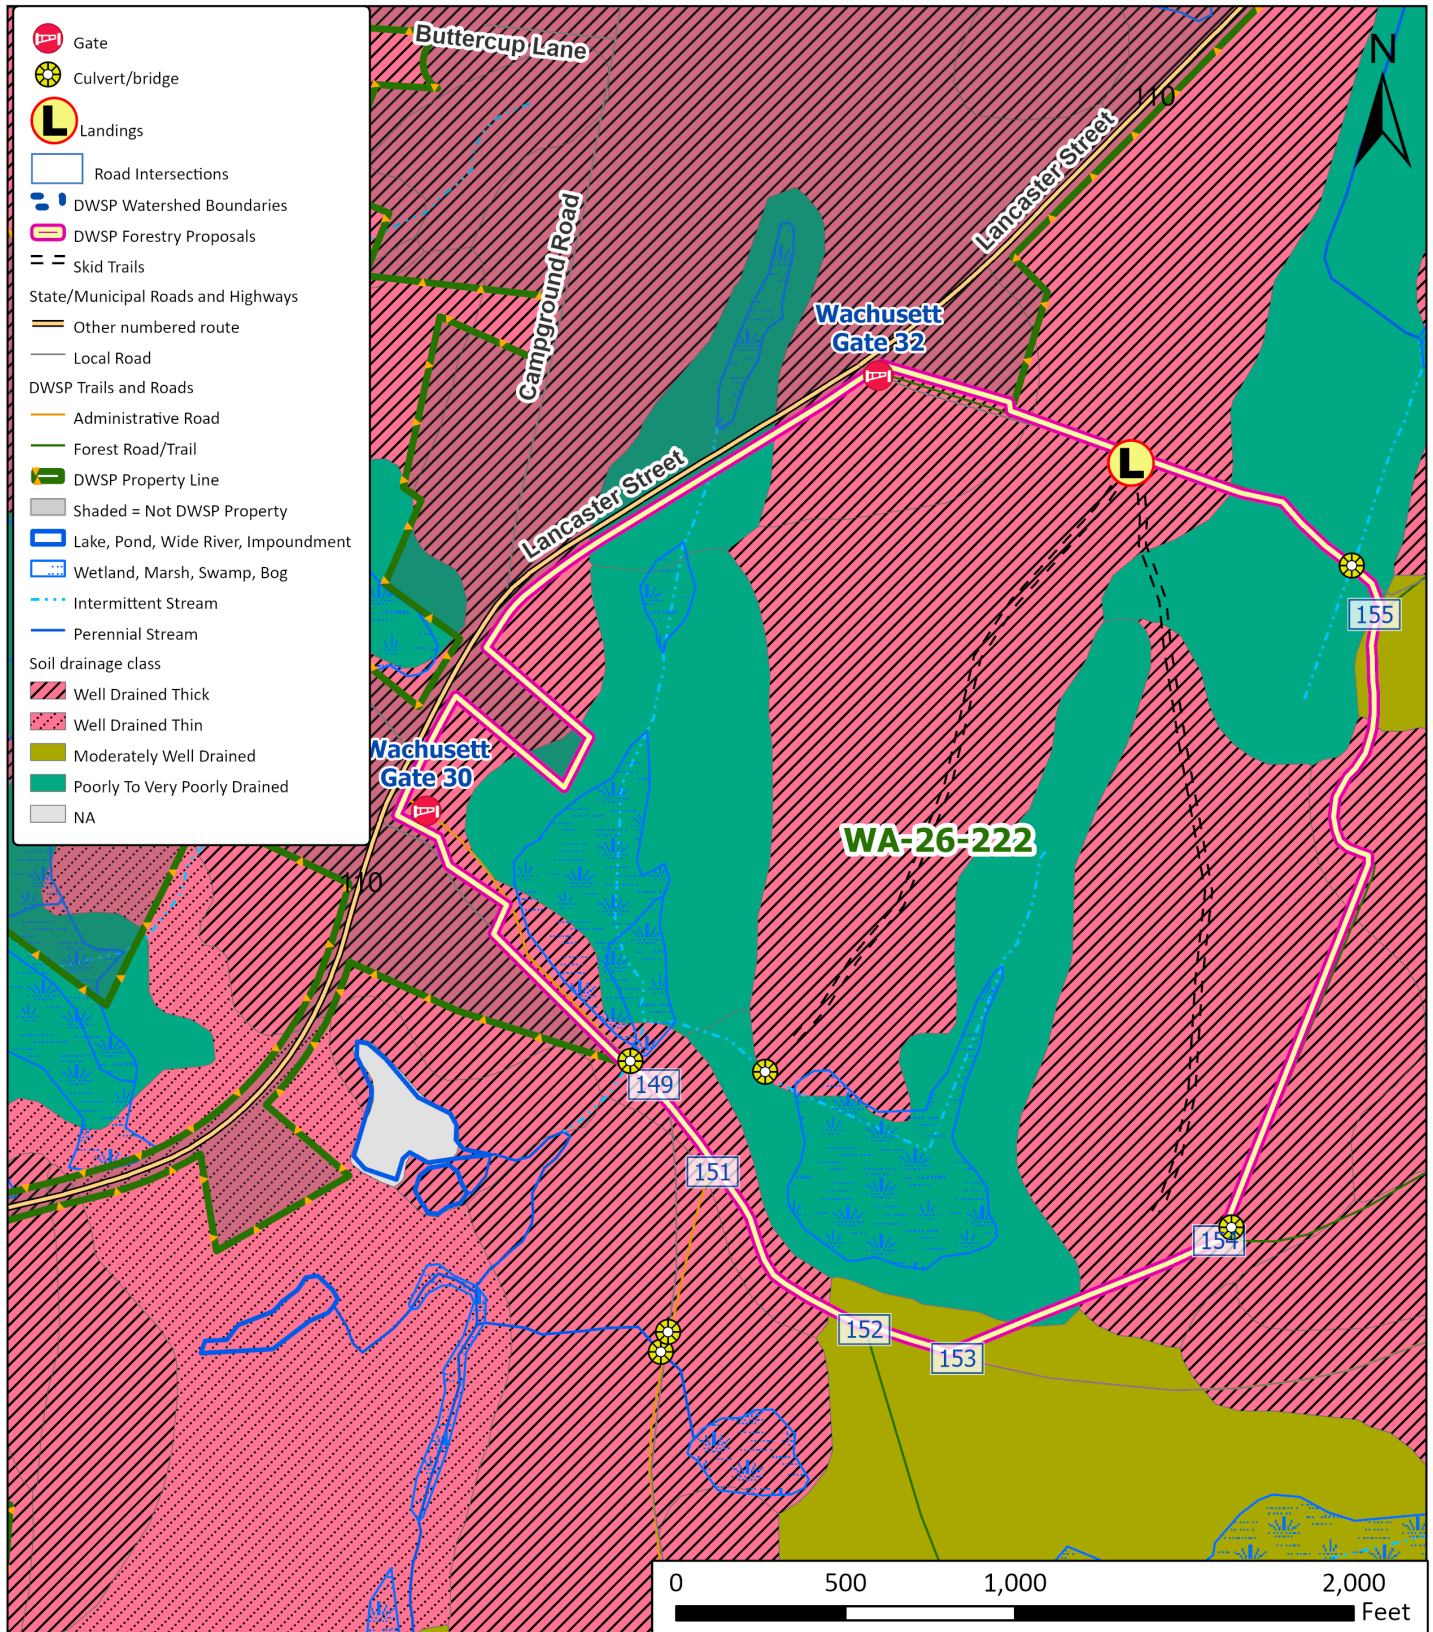 Gate
Culvert/bridge
L
Landings
Road Intersections
DWSP Watershed Boundaries
DWSP Forestry Proposals
Skid Trails
State/Municipal Roads and Highways
Other numbered route
Local Road
DWSP Trails and Roads
Administrative Road
Forest Road/Trail
DWSP Property Line
Shaded = Not DWSP Property
Lake, Pond, Wide River, Impoundment
Wetland, Marsh, Swamp, Bog
Intermittent Stream
Perennial Stream
Soil drainage class
Well Drained Thick
Well Drained Thin
Moderately Well Drained
Poorly To Very Poorly Drained
NA
Buttercup Lane
N
110
Lancaster Street
Campground Road
Wachusett
Gate 32
L
Lancaster Street
155
Wachusett
Gate 30
WA-26-222
110
149
151
154
152
153
0 500 1,000 2,000
Feet